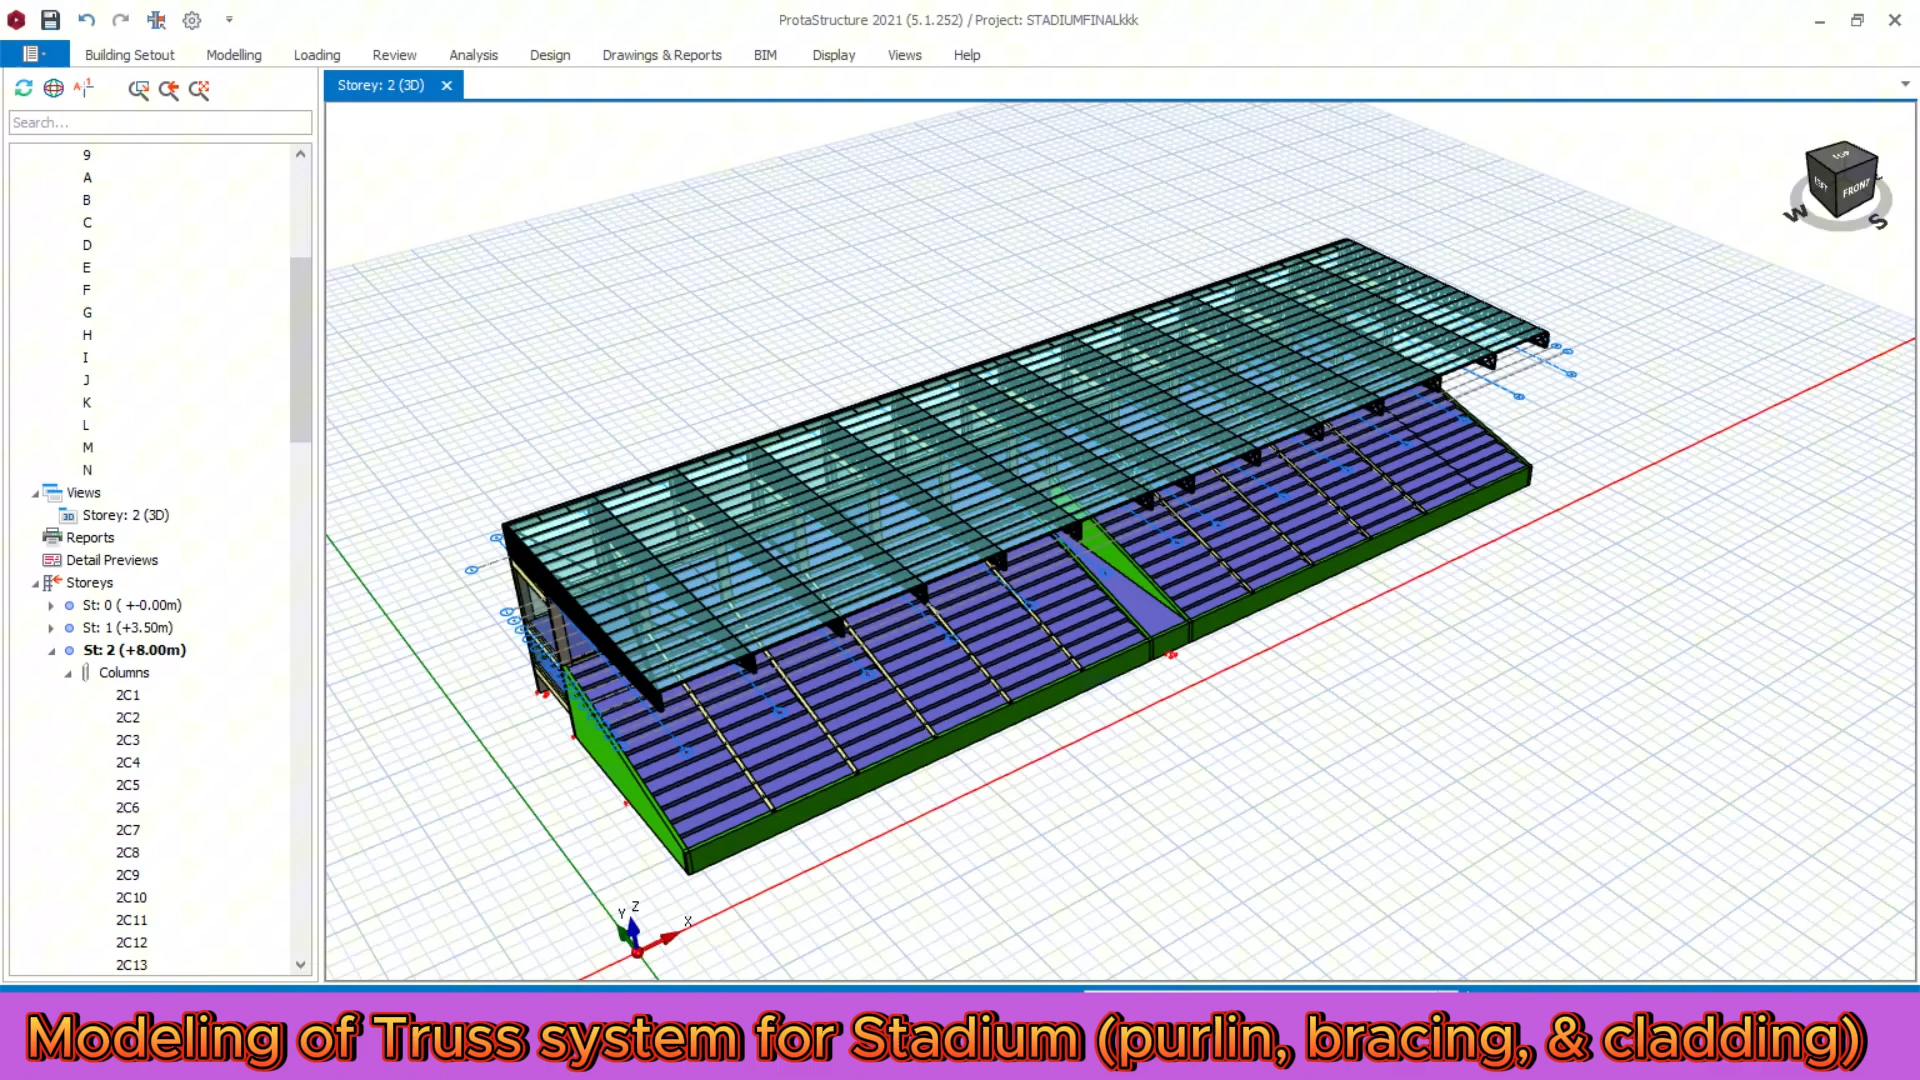 ProtaStructure 2021 (5.1.252) / Project: STADIUMFINALkkk
Building Setout Modelling Loading Review Analysis Design Drawings & Reports BIM Display Views Help
Storey: 2 (3D)
Search...
9
A
B
C
D
E
F
G
H
I
J
K
L
M
N
Views
3D Storey: 2 (3D)
Reports
Detail Previews
Storeys
St: 0 ( +-0.00m)
St: 1 (+3.50m)
St: 2 (+8.00m)
Columns
2C1
2C2
2C3
2C4
2C5
2C6
2C7
2C8
2C9
2C10
2C11
2C12
2C13
TOP
LEFT
FRONT
W
S
Y
Z
X
Modeling of Truss system for Stadium (purlin, bracing, & cladding)